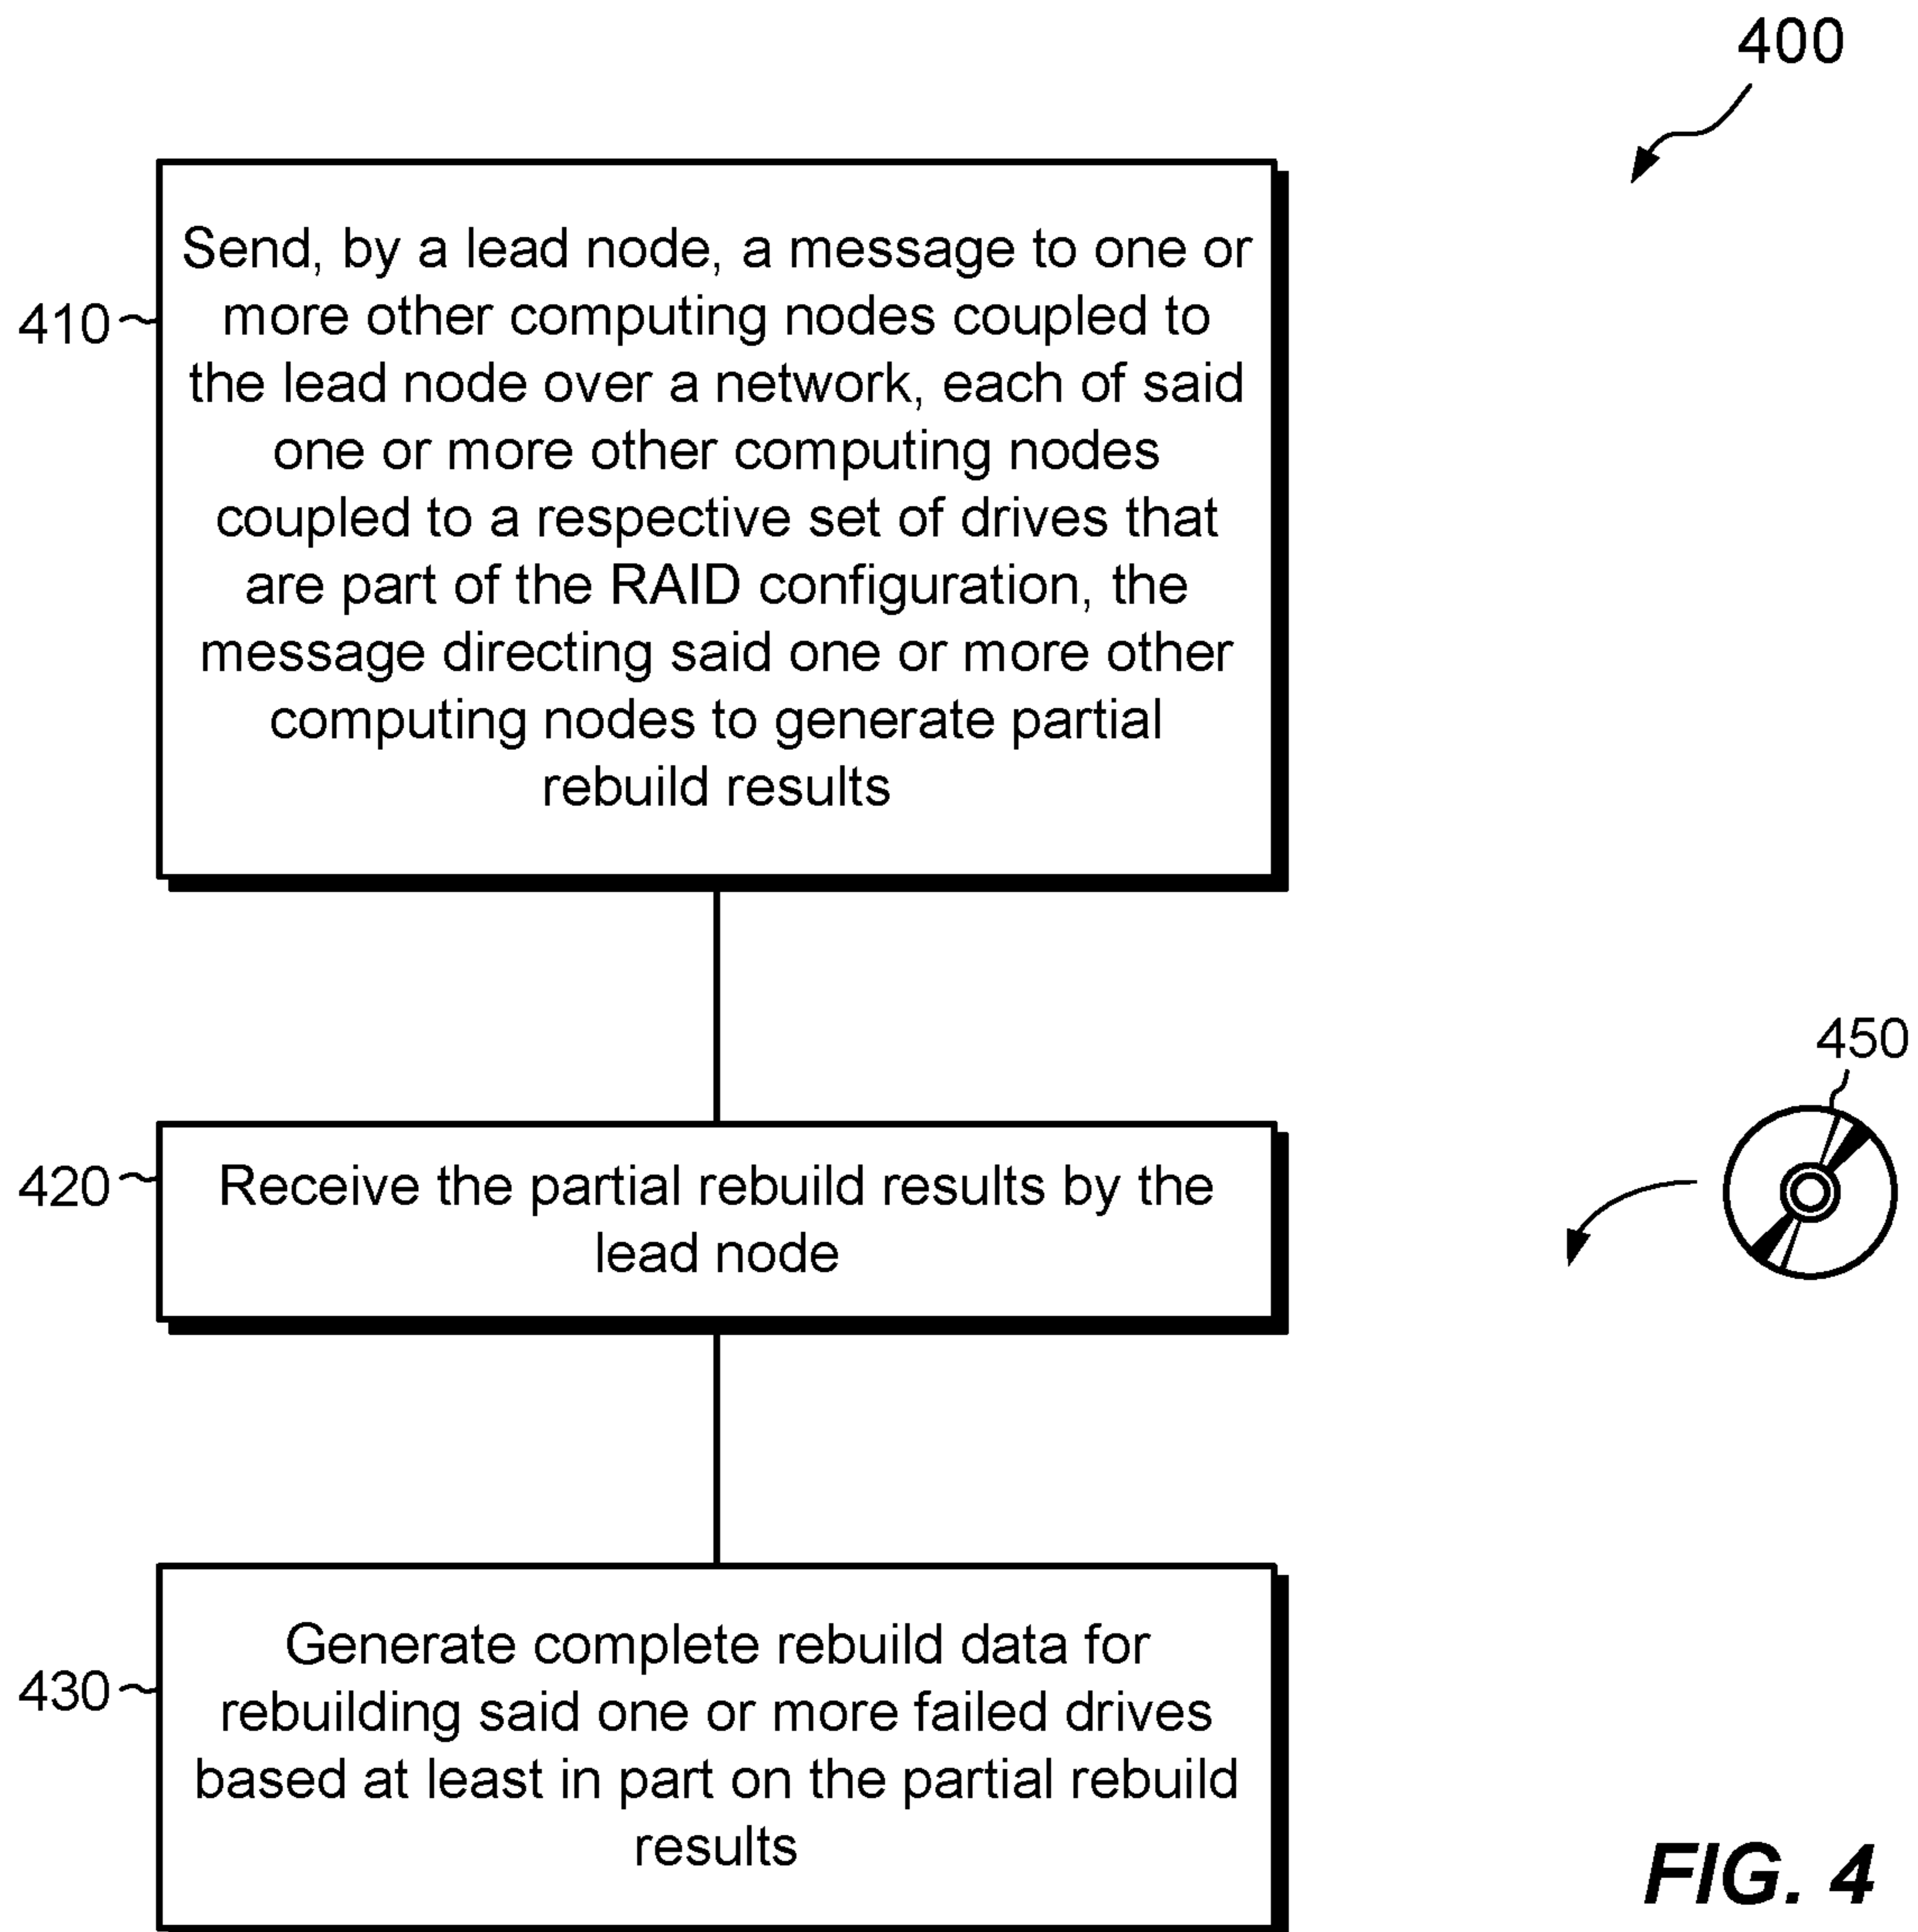 400
410
Send, by a lead node, a message to one or
more other computing nodes coupled to
the lead node over a network, each of said
one or more other computing nodes
coupled to a respective set of drives that
are part of the RAID configuration, the
message directing said one or more other
computing nodes to generate partial
rebuild results
450
420
Receive the partial rebuild results by the
lead node
430
Generate complete rebuild data for
rebuilding said one or more failed drives
based at least in part on the partial rebuild
results
FIG. 4